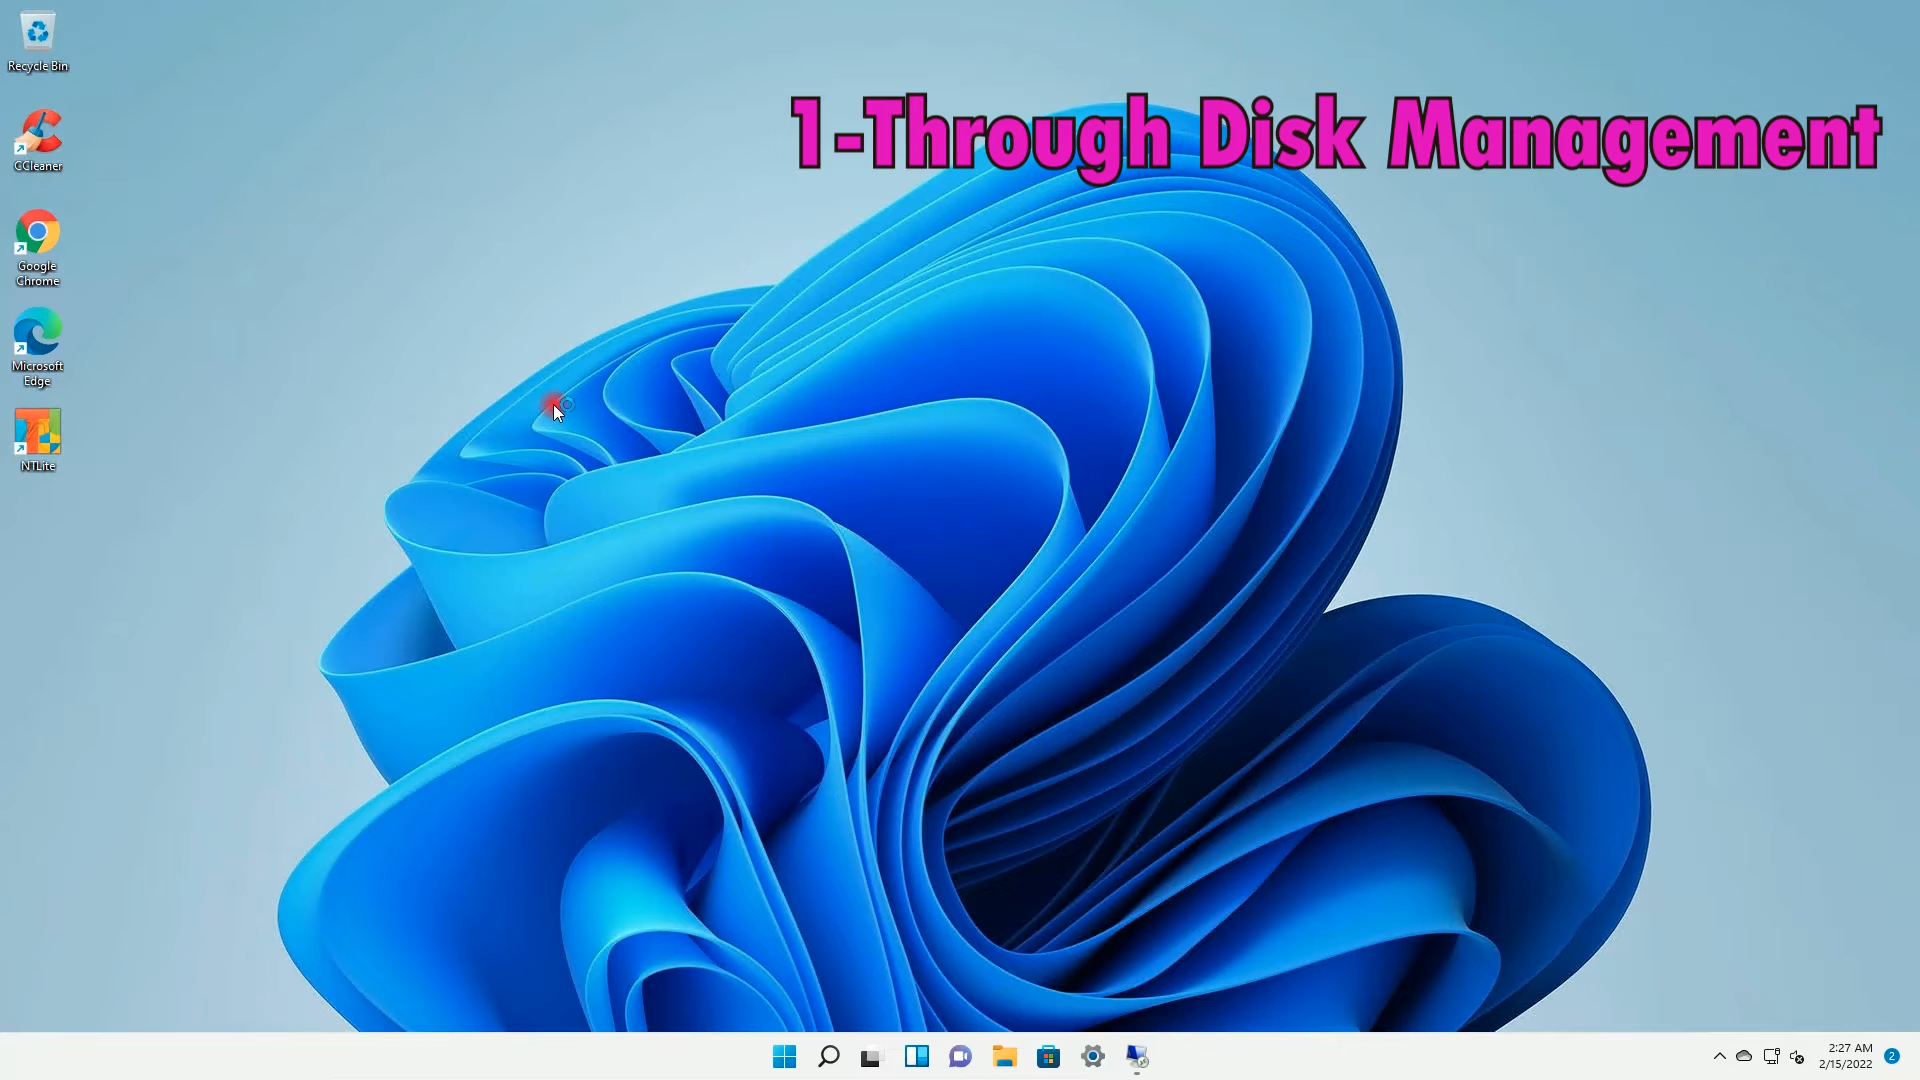 Recycle Bin
1-Through Disk Management
CCleaner
Google
Chrome
Microsoft
Edge
NTLite
2:27 AM
2/15/2022
2